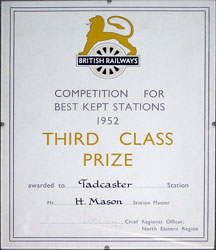 BRITISH RAILWAYS
COMPETITION FOR
BEST KEPT STATIONS
1952
THIRD CLASS
PRIZE
awarded to Tadcaster Station
Mr. H. Mason Station Master
Chief Regional Officer,
North Eastern Region